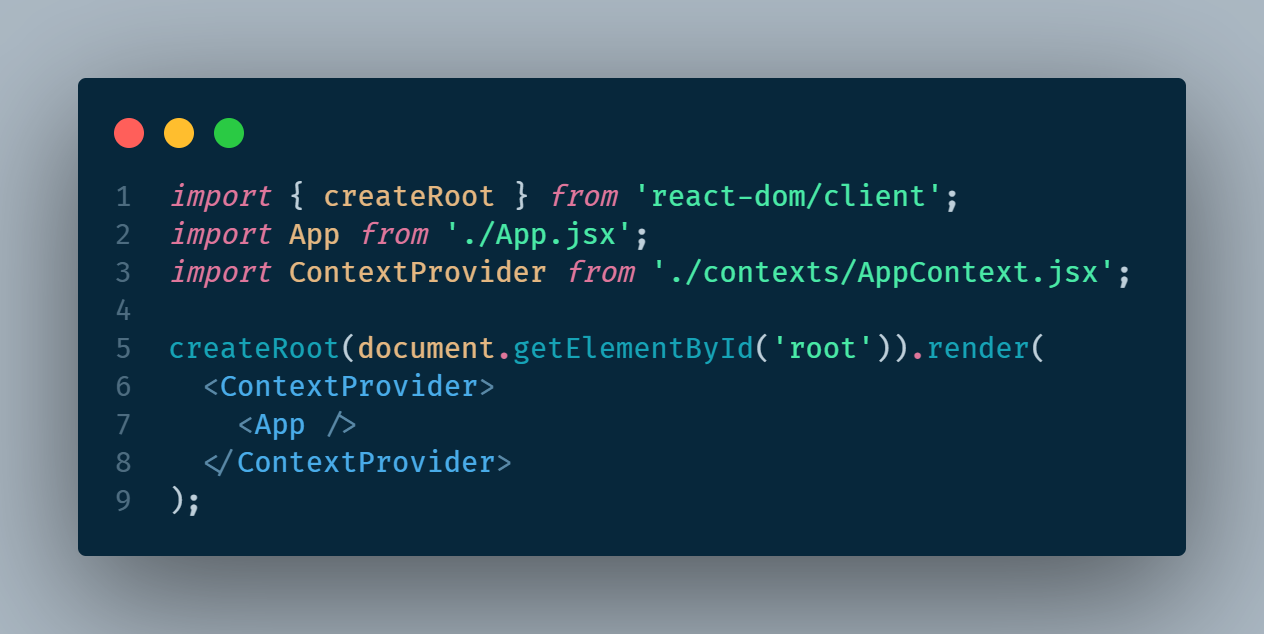 1 import { createRoot } from 'react-dom/client';
2 import App from './App.jsx';
3 import ContextProvider from './contexts/AppContext.jsx';
4
5 createRoot(document.getElementById('root')).render(
6   <ContextProvider>
7     <App />
8   </ContextProvider>
9 );